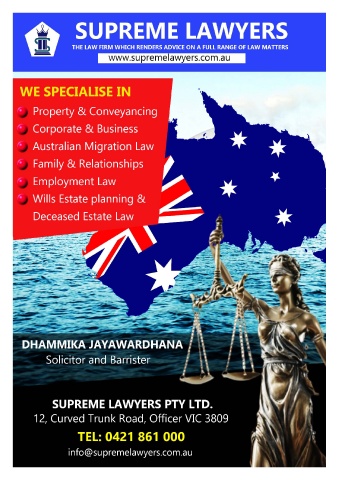 SUPREME LAWYERS
THE LAW FIRM WHICH RENDERS ADVICE ON A FULL RANGE OF LAW MATTERS
www.supremelawyers.com.au
WE SPECIALISE IN
Property & Conveyancing
Corporate & Business
Australian Migration Law
Family & Relationships
Employment Law
Wills Estate planning &
Deceased Estate Law
DHAMMIKA JAYAWARDHANA
Solicitor and Barrister
SUPREME LAWYERS PTY LTD.
12, Curved Trunk Road, Officer VIC 3809
TEL: 0421 861 000
info@supremelawyers.com.au